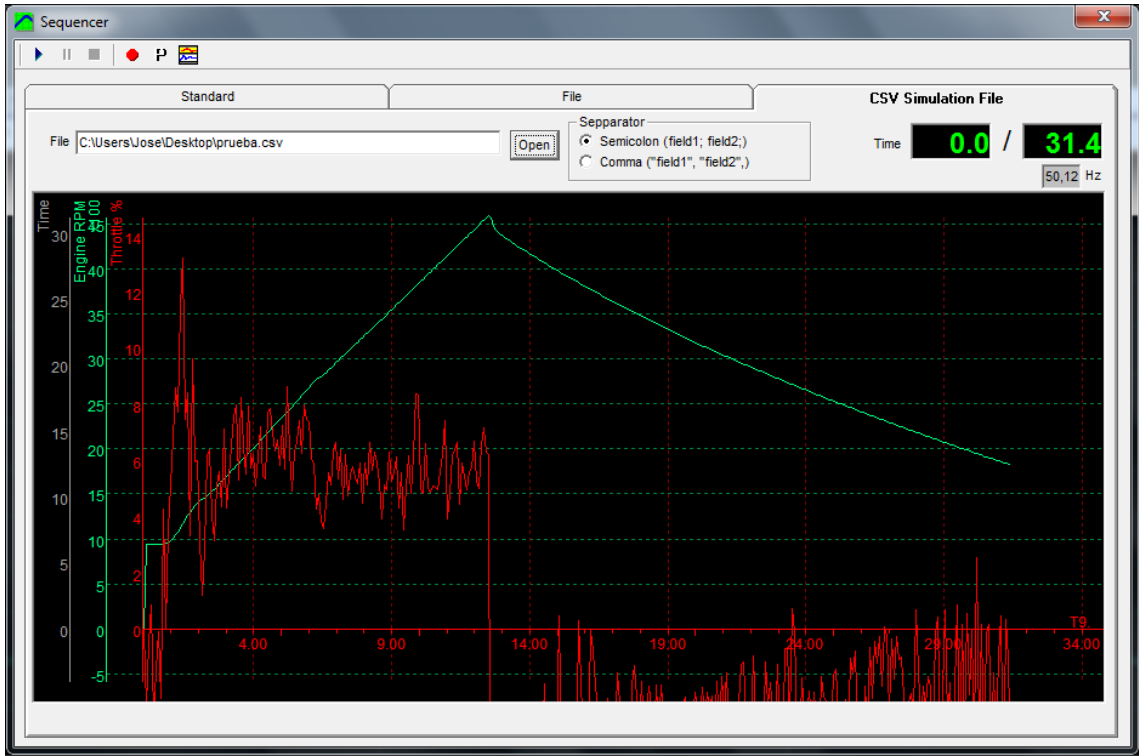 Sequencer
P
Standard
File
CSV Simulation File
File
C:\Users\Jose\Desktop\prueba.csv
Open
Sepparator
Semicolon (field1; field2;)
Comma ("field1", "field2",)
Time
0.0 / 31.4
50,12 Hz
Time
30
25
20
15
10
5
0
Engine RPM
*100
45
40
35
30
25
20
15
10
5
0
-5
Throttle %
14
12
10
8
6
4
2
0
4.00
9.00
14.00
19.00
24.00
29.00
34.00